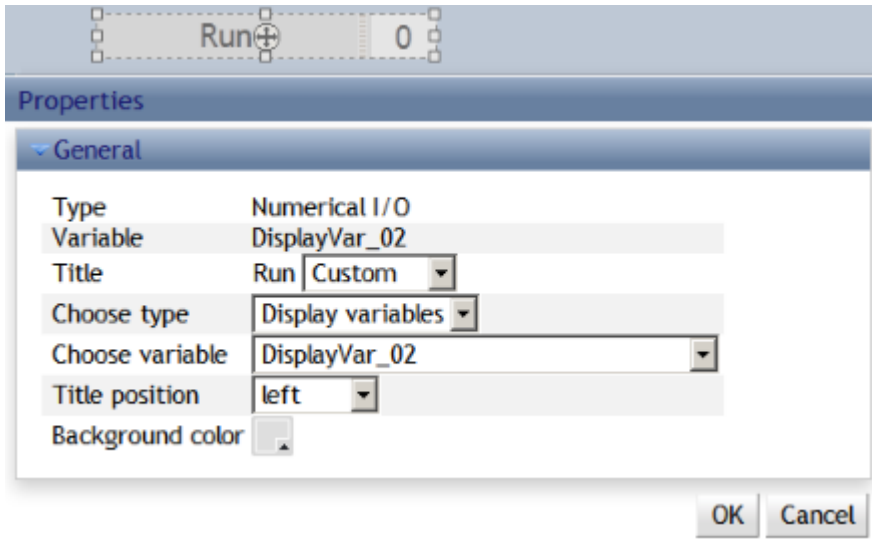 Run 0
Properties
General
Type Numerical I/O
Variable DisplayVar_02
Title Run Custom
Choose type Display variables
Choose variable DisplayVar_02
Title position left
Background color
OK Cancel